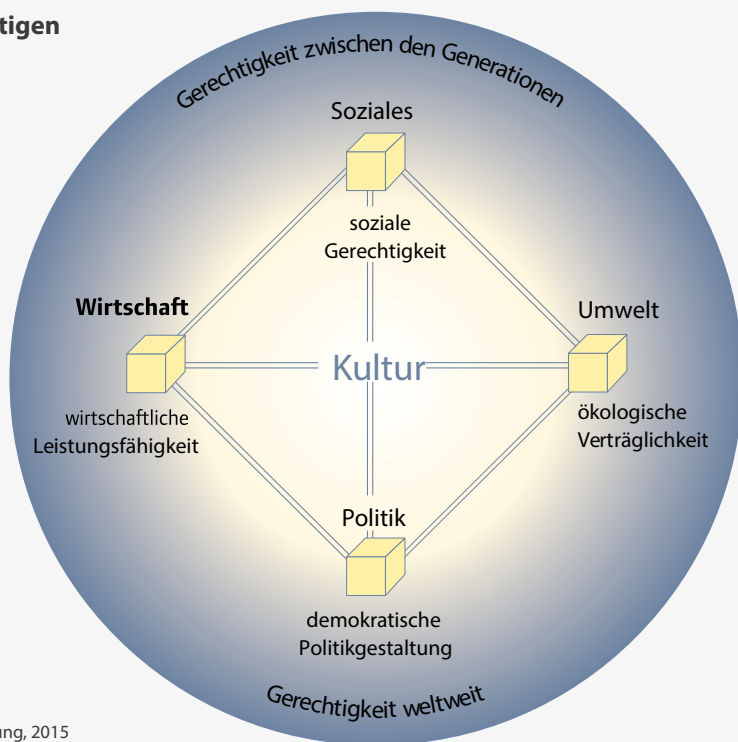 tigen
Gerechtigkeit zwischen den Generationen
Soziales
soziale
Gerechtigkeit
Wirtschaft
Umwelt
Kultur
wirtschaftliche
Leistungsfähigkeit
ökologische
Verträglichkeit
Politik
demokratische
Politikgestaltung
Gerechtigkeit weltweit
ung, 2015